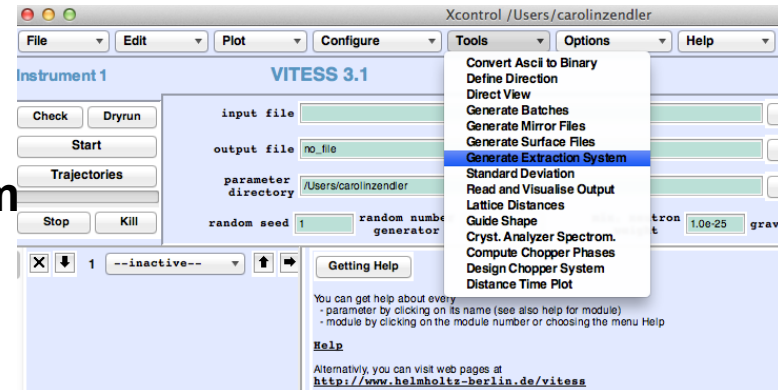 Xcontrol /Users/carolinzendler
File Edit Plot Configure Tools Options Help
Instrument 1 VITESS 3.1
Convert Ascii to Binary
Define Direction
Direct View
Generate Batches
Generate Mirror Files
Generate Surface Files
Generate Extraction System
Standard Deviation
Read and Visualise Output
Lattice Distances
Guide Shape
Cryst. Analyzer Spectrom.
Compute Chopper Phases
Design Chopper System
Distance Time Plot
Check Dryrun
Start
Trajectories
Stop Kill
input file
output file no_file
parameter directory /Users/carolinzendler
random seed 1 random number generator 1.0e-25
1 --inactive--
Getting Help
You can get help about every
- parameter by clicking on its name (see also help for module)
- module by clicking on the module number or choosing the menu Help
Help
Alternativly, you can visit web pages at
http://www.helmholtz-berlin.de/vitess